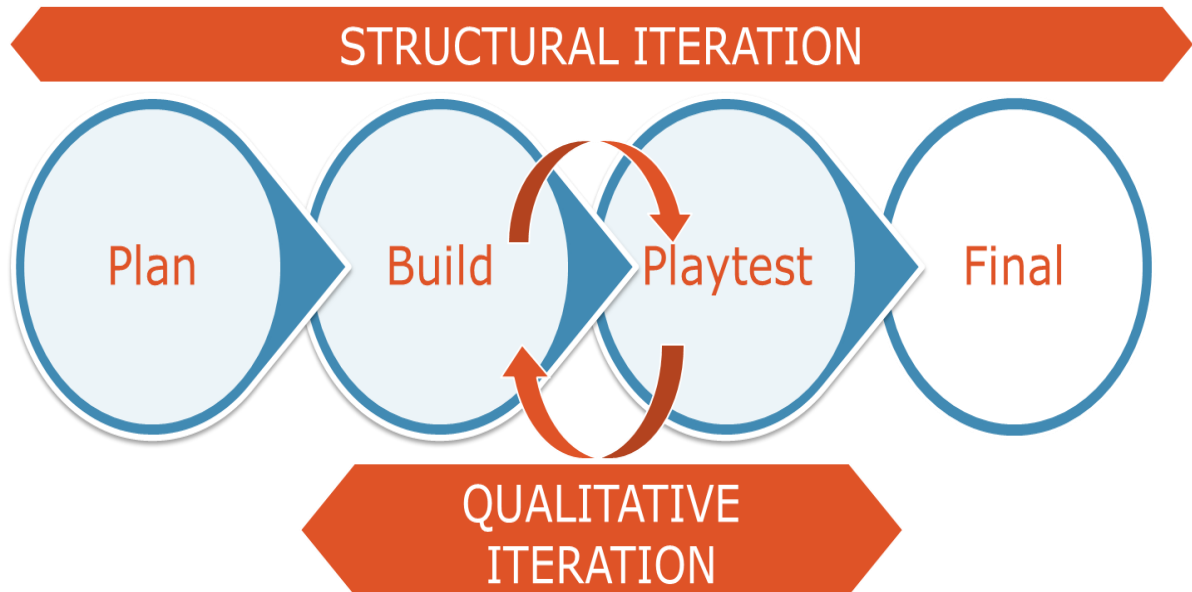 STRUCTURAL ITERATION
Plan
Build
Playtest
Final
QUALITATIVE
ITERATION